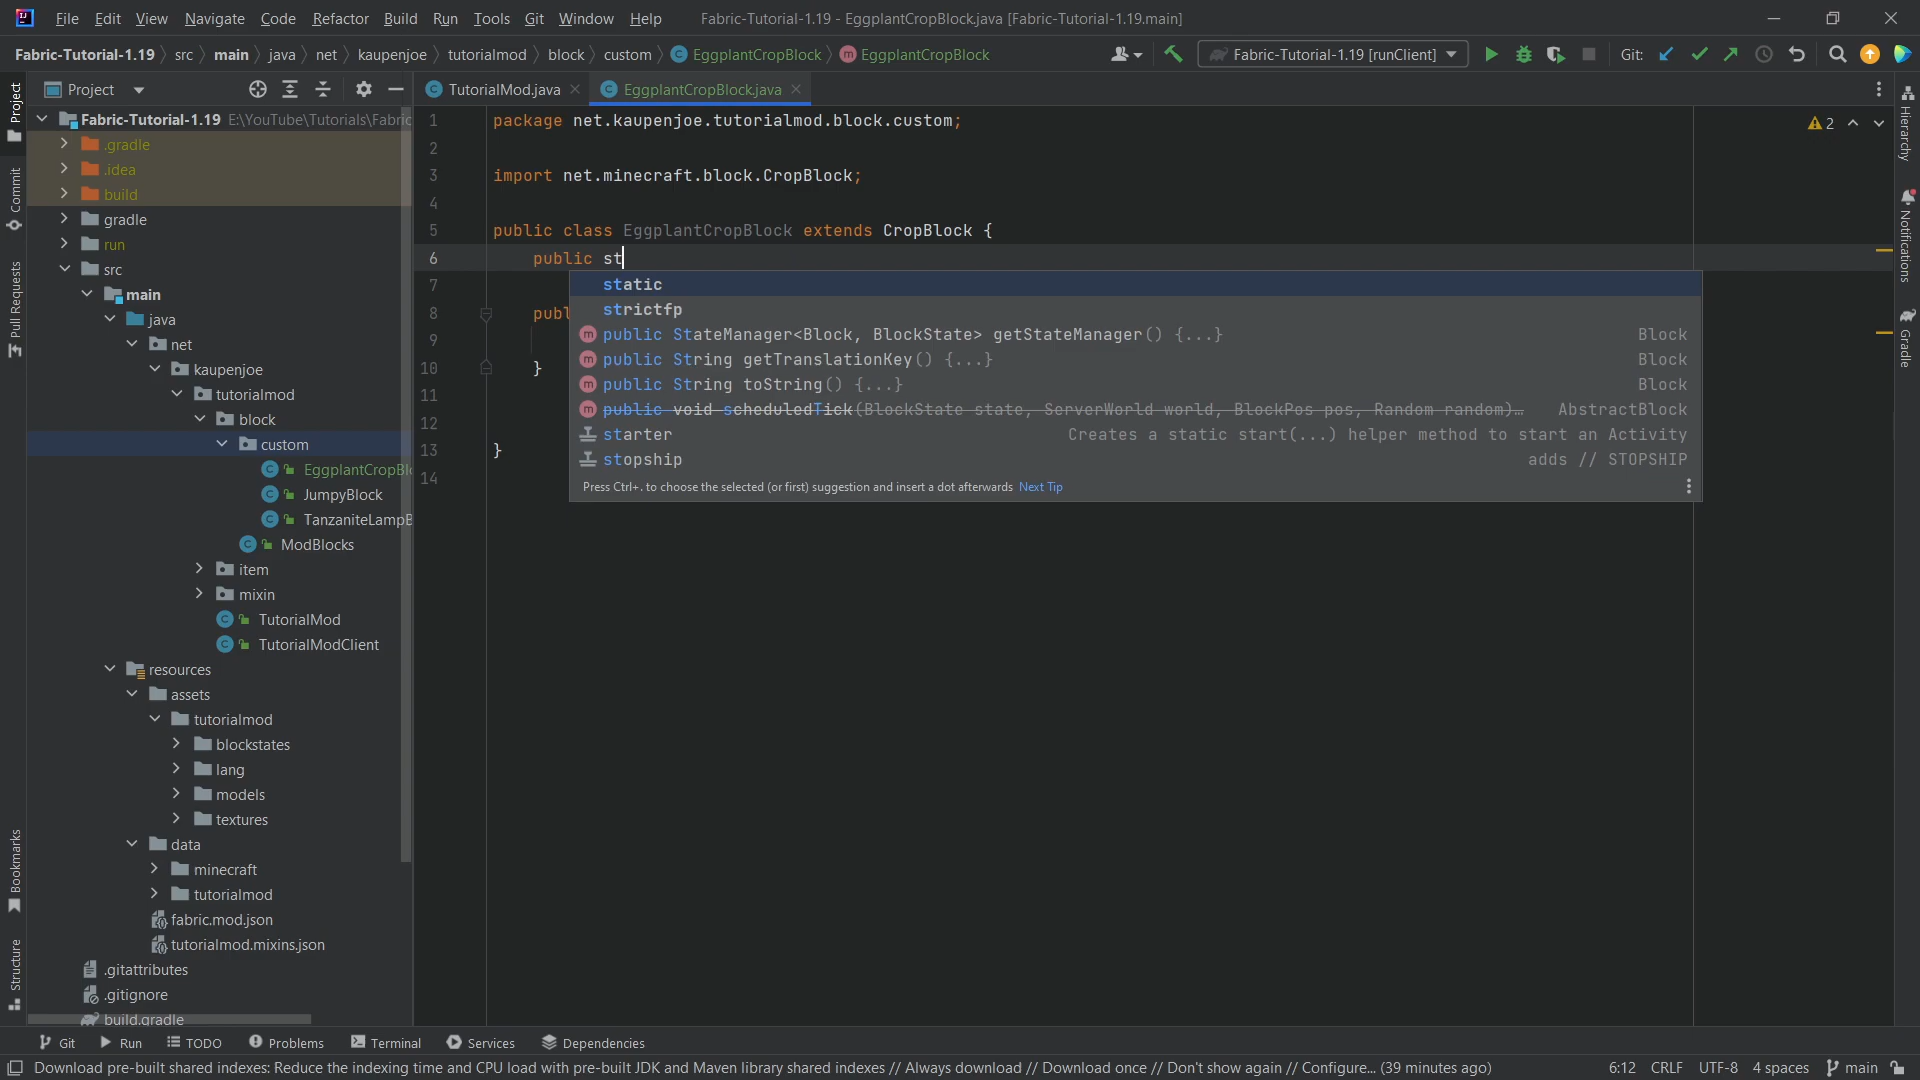 File Edit View Navigate Code Refactor Build Run Tools Git Window Help Fabric-Tutorial-1.19 - EggplantCropBlock.java [Fabric-Tutorial-1.19.main]
Fabric-Tutorial-1.19 src main java net kaupenjoe tutorialmod block custom EggplantCropBlock EggplantCropBlock Fabric-Tutorial-1.19 [runClient] Git:
Project TutorialMod.java EggplantCropBlock.java
Project
Commit
Pull Requests
Bookmarks
Structure
Fabric-Tutorial-1.19 E:\YouTube\Tutorials\Fabric
.gradle
.idea
build
gradle
run
src
main
java
net
kaupenjoe
tutorialmod
block
custom
EggplantCropBl
JumpyBlock
TanzaniteLampB
ModBlocks
item
mixin
TutorialMod
TutorialModClient
resources
assets
tutorialmod
blockstates
lang
models
textures
data
minecraft
tutorialmod
fabric.mod.json
tutorialmod.mixins.json
.gitattributes
.gitignore
build.gradle
1 package net.kaupenjoe.tutorialmod.block.custom;
2
3 import net.minecraft.block.CropBlock;
4
5 public class EggplantCropBlock extends CropBlock {
6 public st
7
8 publ
9
10 }
11
12
13 }
14
2
static
strictfp
public StateManager<Block, BlockState> getStateManager() {...} Block
public String getTranslationKey() {...} Block
public String toString() {...} Block
public void scheduledTick(BlockState state, ServerWorld world, BlockPos pos, Random random)… AbstractBlock
starter Creates a static start(...) helper method to start an Activity
stopship adds // STOPSHIP
Press Ctrl+. to choose the selected (or first) suggestion and insert a dot afterwards Next Tip
Hierarchy
Notifications
Gradle
Git Run TODO Problems Terminal Services Dependencies
Download pre-built shared indexes: Reduce the indexing time and CPU load with pre-built JDK and Maven library shared indexes // Always download // Download once // Don't show again // Configure... (39 minutes ago) 6:12 CRLF UTF-8 4 spaces main